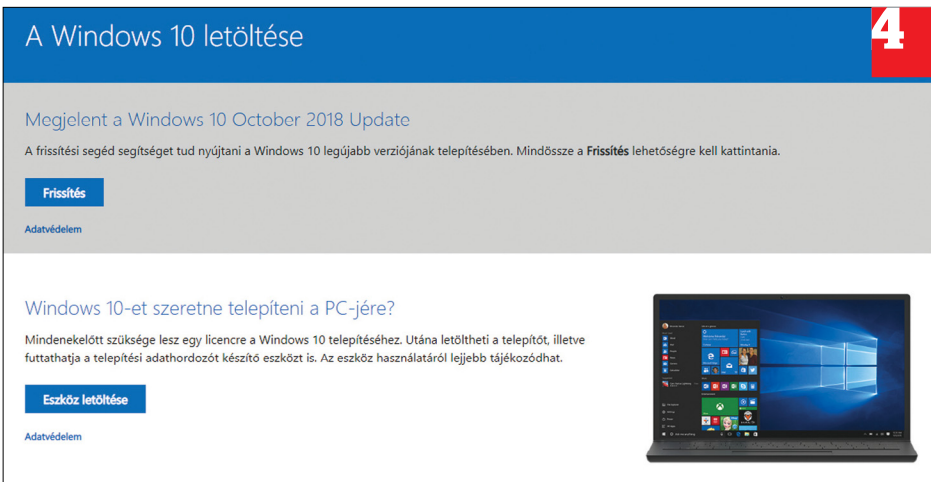 A Windows 10 letöltése
4
Megjelent a Windows 10 October 2018 Update
A frissítési segéd segítséget tud nyújtani a Windows 10 legújabb verziójának telepítésében. Mindössze a Frissítés lehetőségre kell kattintania.
Frissítés
Adatvédelem
Windows 10-et szeretne telepíteni a PC-jére?
Mindenekelőtt szüksége lesz egy licencre a Windows 10 telepítéséhez. Utána letöltheti a telepítőt, illetve
futtathatja a telepítési adathordozót készítő eszközt is. Az eszköz használatáról lejjebb tájékozódhat.
Eszköz letöltése
Adatvédelem